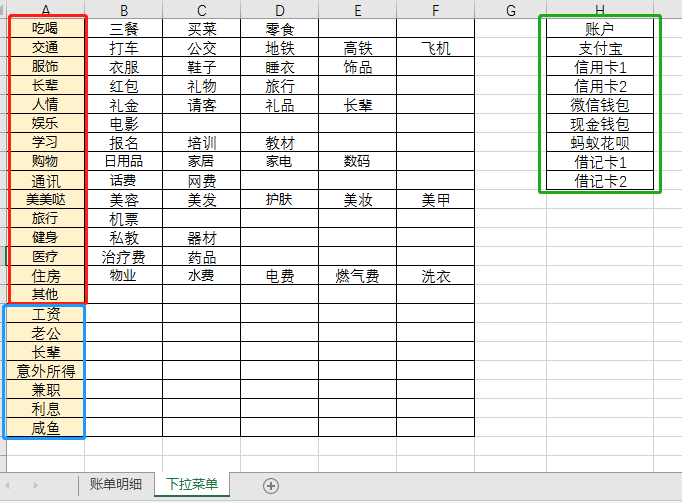 A B C D E F G H
吃喝 三餐 买菜 零食 账户
交通 打车 公交 地铁 高铁 飞机 支付宝
服饰 衣服 鞋子 睡衣 饰品 信用卡1
长辈 红包 礼物 旅行 信用卡2
人情 礼金 请客 礼品 长辈 微信钱包
娱乐 电影 现金钱包
学习 报名 培训 教材 蚂蚁花呗
购物 日用品 家居 家电 数码 借记卡1
通讯 话费 网费 借记卡2
美美哒 美容 美发 护肤 美妆 美甲
旅行 机票
健身 私教 器材
医疗 治疗费 药品
住房 物业 水费 电费 燃气费 洗衣
其他
工资
老公
长辈
意外所得
兼职
利息
咸鱼
账单明细 下拉菜单